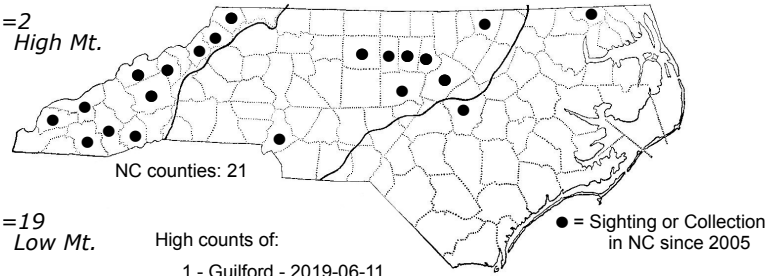 =2
High Mt.
NC counties: 21
=19
Low Mt.
High counts of:
1 - Guilford - 2019-06-11
● = Sighting or Collection
in NC since 2005